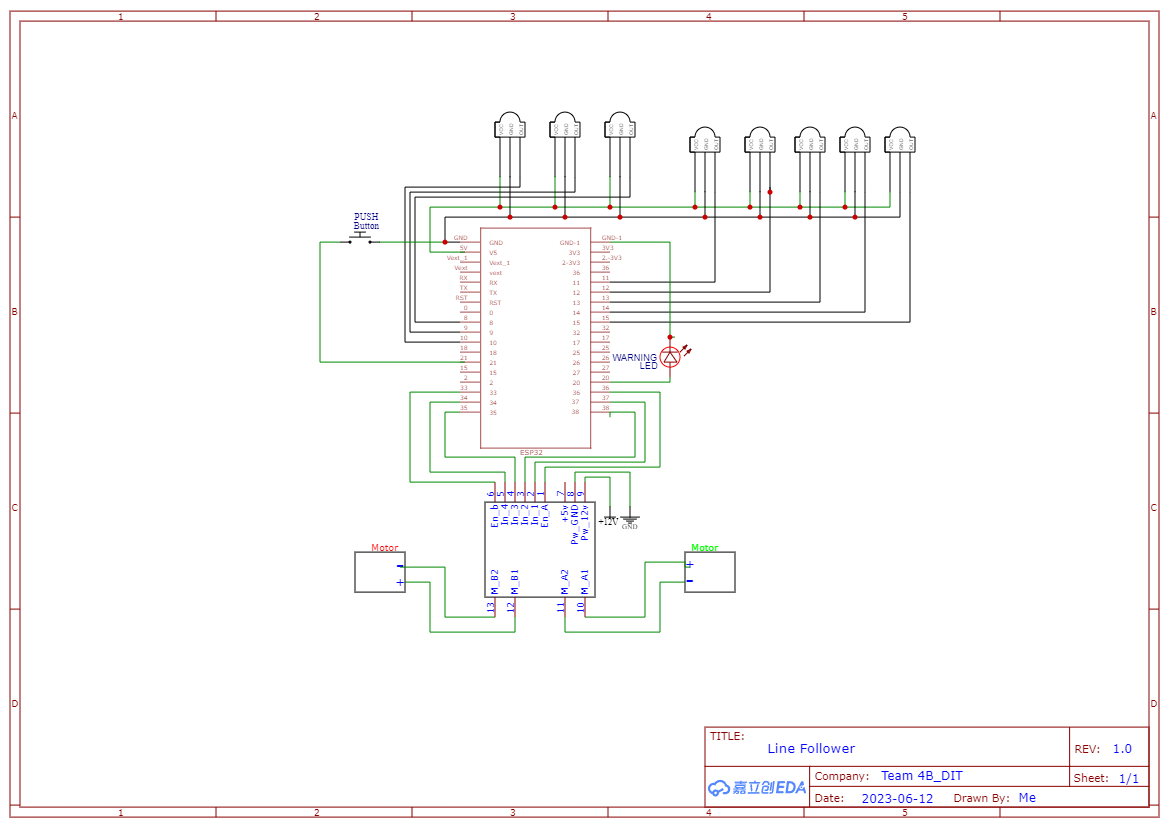 1 2 3 4 5
A A
VCC GND OUT VCC GND OUT VCC GND OUT
VCC GND OUT VCC GND OUT VCC GND OUT VCC GND OUT VCC GND OUT
PUSH
Button
GND GND GND-1 GND-1
5V V5 3V3 3V3
Vext_1 Vext_1 2-3V3 2.-3V3
Vext vext 36 36
RX RX 11 11
TX TX 12 12
RST RST 13 13
0 0 14 14
8 8 15 15
9 9 32 32
10 10 17 17
18 18 25 25
21 21 26 26
15 15 27 27
2 2 20 20
33 33 36 36
34 34 37 37
35 35 38 38
B B
WARNING
LED
ESP32
6 5 4 3 2 1 7 8 9
En_b In_4 In_3 In_2 In_1 En_A +5v Pw_GND Pw_12v
C C
+12V
GND
Motor Motor
- +
+ -
M_B2 M_B1 M_A2 M_A1
13 12 11 10
D D
TITLE:
Line Follower
REV: 1.0
嘉立创EDA
Company: Team 4B_DIT
Sheet: 1/1
Date: 2023-06-12 Drawn By: Me
1 2 3 4 5